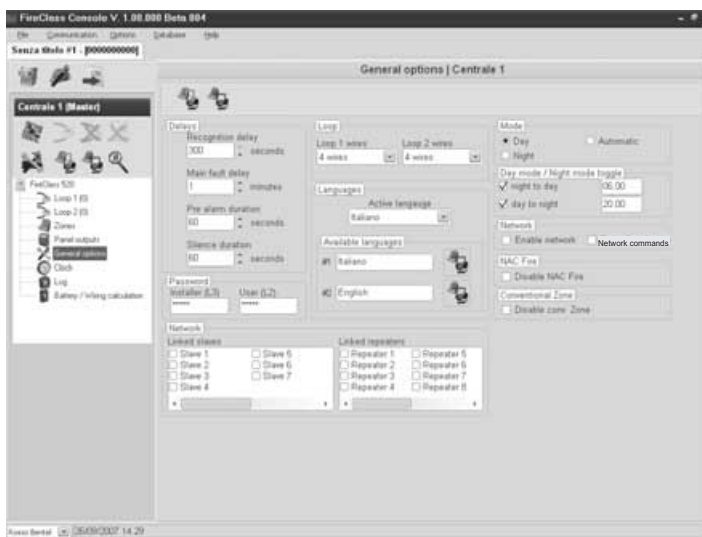 FireClass Console V. 1.08.000 Beta 004
File Communication Options Database Help
Senza titolo #1 - [0000000000]
General options | Centrale 1
Centrale 1 (Master)
FireClass 520
Loop 1 (0)
Loop 2 (0)
Zones
Panel outputs
General options
Clock
Log
Battery / Wiring calculation
Delays
Recognition delay
300 seconds
Main fault delay
1 minutes
Pre alarm duration
60 seconds
Silence duration
60 seconds
Password
Installer (L3) User (L2)
***** *****
Loop
Loop 1 wires Loop 2 wires
4 wires 4 wires
Languages
Active language
Italiano
Available languages
#1 Italiano
#2 English
Mode
Day Automatic
Night
Day mode / Night mode toggle
night to day 06.00
day to night 20.00
Network
Enable network Network commands
NAC Fire
Disable NAC Fire
Conventional Zone
Disable conv Zone
Network
Linked slaves
Slave 1 Slave 5
Slave 2 Slave 6
Slave 3 Slave 7
Slave 4
Linked repeaters
Repeater 1 Repeater 5
Repeater 2 Repeater 6
Repeater 3 Repeater 7
Repeater 4 Repeater 8
/09/2007 14.29